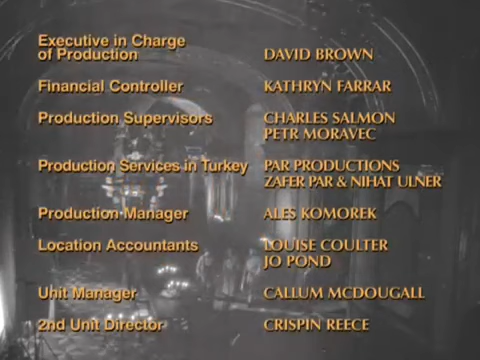 Executive in Charge
of Production DAVID BROWN
Financial Controller KATHRYN FARRAR
Production Supervisors CHARLES SALMON
PETR MORAVEC
Production Services in Turkey PAR PRODUCTIONS
ZAFER PAR & NIHAT ULNER
Production Manager ALES KOMOREK
Location Accountants LOUISE COULTER
JO POND
Unit Manager CALLUM MCDOUGALL
2nd Unit Director CRISPIN REECE